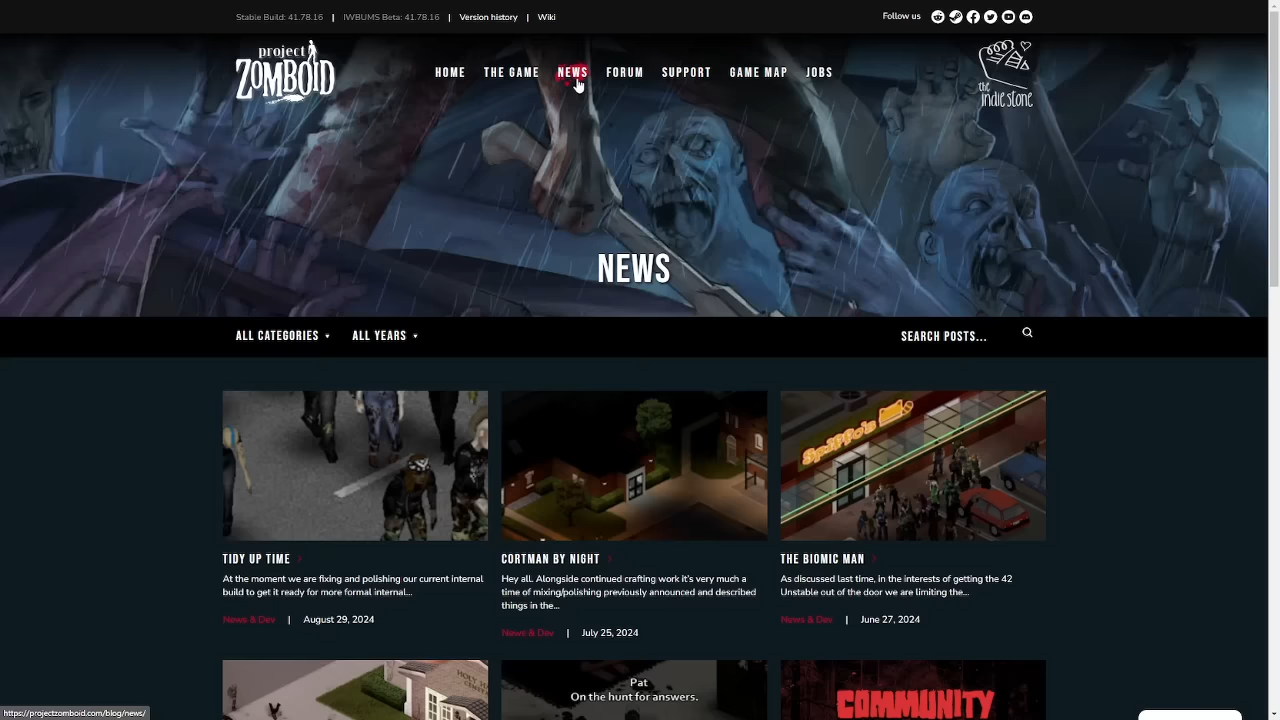 Stable Build: 41.78.16 | IWBUMS Beta: 41.78.16 | Version history | Wiki
Follow us
project ZOMBOID
HOME THE GAME NEWS FORUM SUPPORT GAME MAP JOBS
the indie stone
NEWS
ALL CATEGORIES ALL YEARS
SEARCH POSTS...
Spiffo's
TIDY UP TIME
At the moment we are fixing and polishing our current internal
build to get it ready for more formal internal...
News & Dev | August 29, 2024
CORTMAN BY NIGHT
Hey all. Alongside continued crafting work it's very much a
time of mixing/polishing previously announced and described
things in the...
News & Dev | July 25, 2024
THE BIOMIC MAN
As discussed last time, in the interests of getting the 42
Unstable out of the door we are limiting the...
News & Dev | June 27, 2024
Pat
On the hunt for answers.
COMMUNITY
https://projectzomboid.com/blog/news/